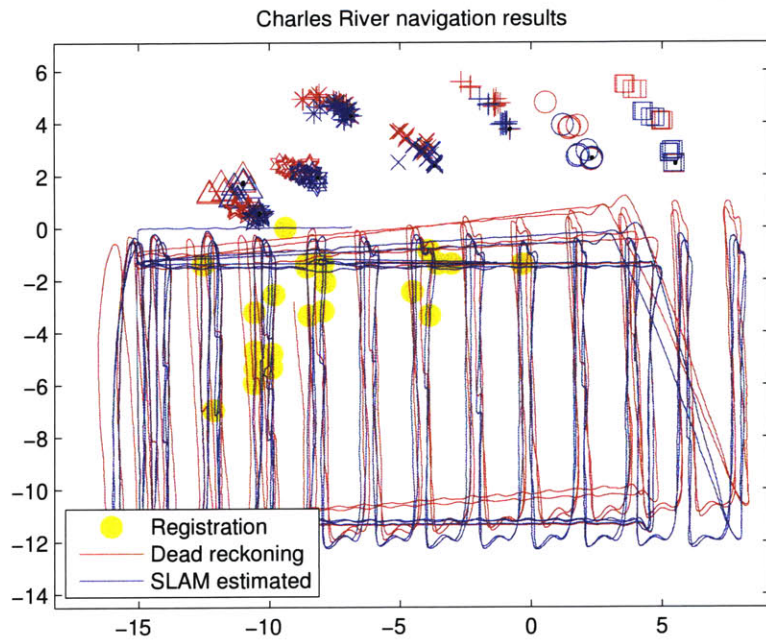 Charles River navigation results
6
4
2
0
−2
−4
−6
−8
−10
−12
−14
Registration
Dead reckoning
SLAM estimated
−15 −10 −5 0 5